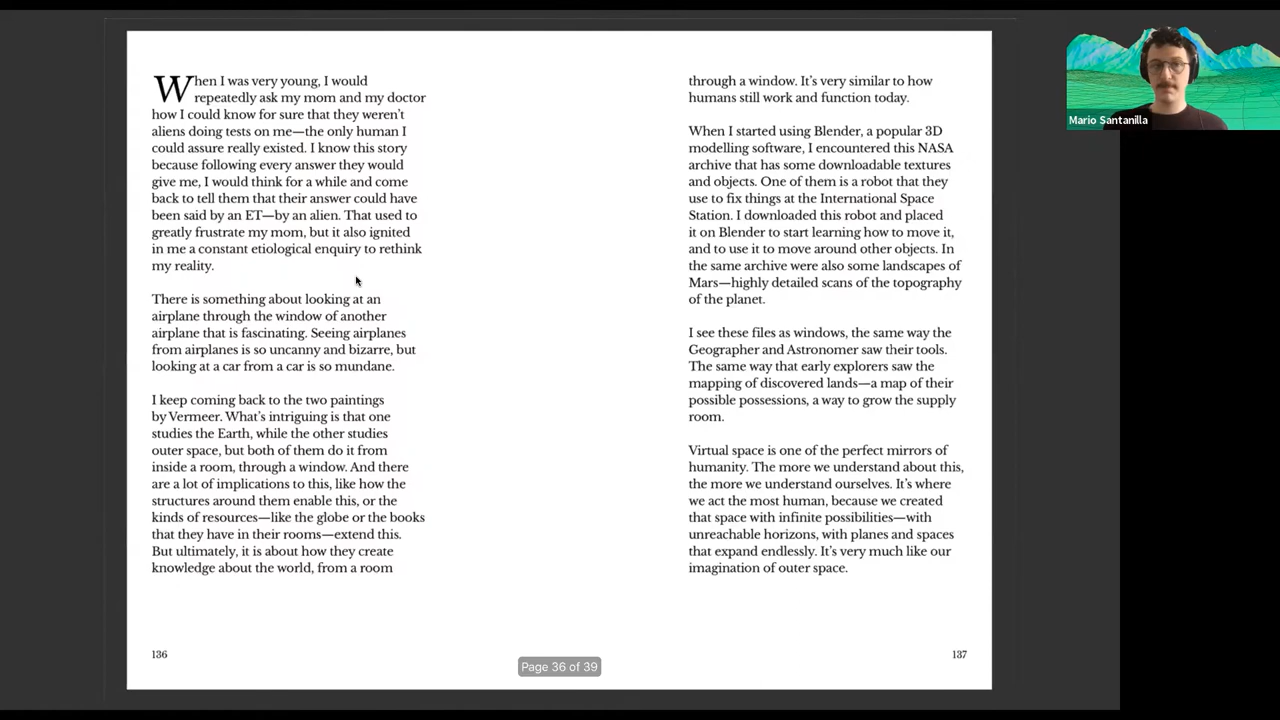 When I was very young, I would
repeatedly ask my mom and my doctor
how I could know for sure that they weren't
aliens doing tests on me—the only human I
could assure really existed. I know this story
because following every answer they would
give me, I would think for a while and come
back to tell them that their answer could have
been said by an ET—by an alien. That used to
greatly frustrate my mom, but it also ignited
in me a constant etiological enquiry to rethink
my reality.
There is something about looking at an
airplane through the window of another
airplane that is fascinating. Seeing airplanes
from airplanes is so uncanny and bizarre, but
looking at a car from a car is so mundane.
I keep coming back to the two paintings
by Vermeer. What's intriguing is that one
studies the Earth, while the other studies
outer space, but both of them do it from
inside a room, through a window. And there
are a lot of implications to this, like how the
structures around them enable this, or the
kinds of resources—like the globe or the books
that they have in their rooms—extend this.
But ultimately, it is about how they create
knowledge about the world, from a room
136
through a window. It's very similar to how
humans still work and function today.
When I started using Blender, a popular 3D
modelling software, I encountered this NASA
archive that has some downloadable textures
and objects. One of them is a robot that they
use to fix things at the International Space
Station. I downloaded this robot and placed
it on Blender to start learning how to move it,
and to use it to move around other objects. In
the same archive were also some landscapes of
Mars—highly detailed scans of the topography
of the planet.
I see these files as windows, the same way the
Geographer and Astronomer saw their tools.
The same way that early explorers saw the
mapping of discovered lands—a map of their
possible possessions, a way to grow the supply
room.
Virtual space is one of the perfect mirrors of
humanity. The more we understand about this,
the more we understand ourselves. It's where
we act the most human, because we created
that space with infinite possibilities—with
unreachable horizons, with planes and spaces
that expand endlessly. It's very much like our
imagination of outer space.
137
Page 36 of 39
Mario Santanilla